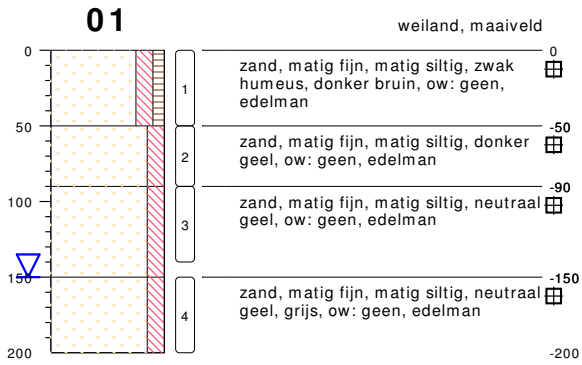 01
weiland, maaiveld
0
0
zand, matig fijn, matig siltig, zwak
humeus, donker bruin, ow: geen,
edelman
1
50
-50
zand, matig fijn, matig siltig, donker
geel, ow: geen, edelman
2
-90
100
zand, matig fijn, matig siltig, neutraal
geel, ow: geen, edelman
3
150
-150
zand, matig fijn, matig siltig, neutraal
geel, grijs, ow: geen, edelman
4
200
-200